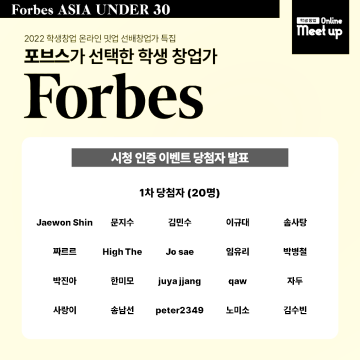 Forbes ASIA UNDER 30
학생창업 Online
Meet up
2022 학생창업 온라인 밋업 선배창업가 특집
포브스가 선택한 학생 창업가
Forbes
시청 인증 이벤트 당첨자 발표
1차 당첨자 (20명)
Jaewon Shin 문지수 김민수 이규대 솜사탕
짜르르 High The Jo sae 임유리 박병철
박진아 한미모 juya jjang qaw 자두
사랑이 송남선 peter2349 노미소 김수빈